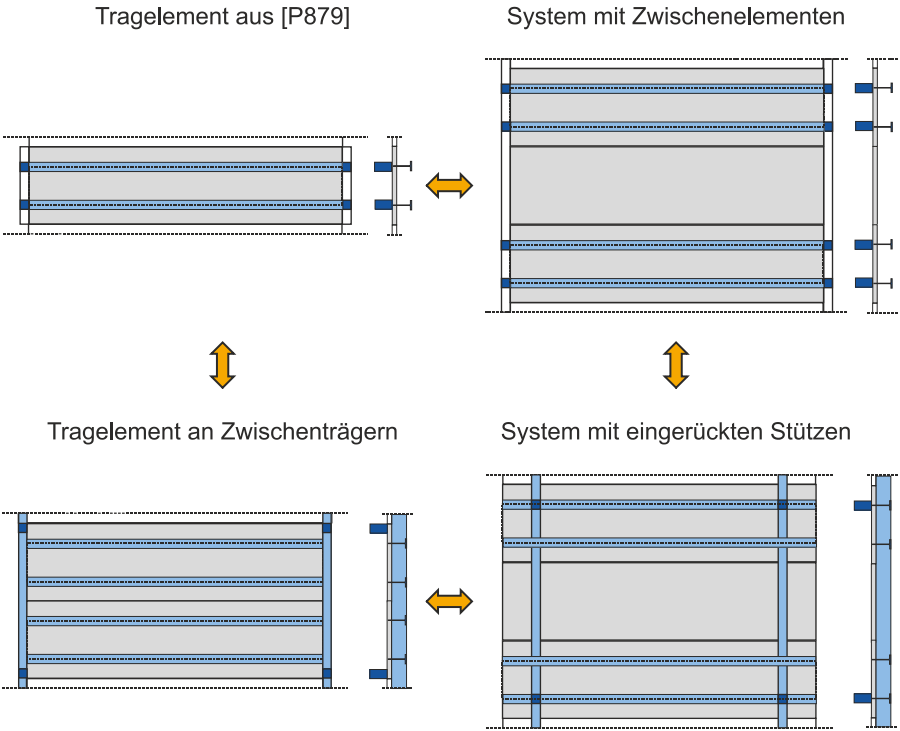 Tragelement aus [P879]
System mit Zwischenelementen
Tragelement an Zwischenträgern
System mit eingerückten Stützen